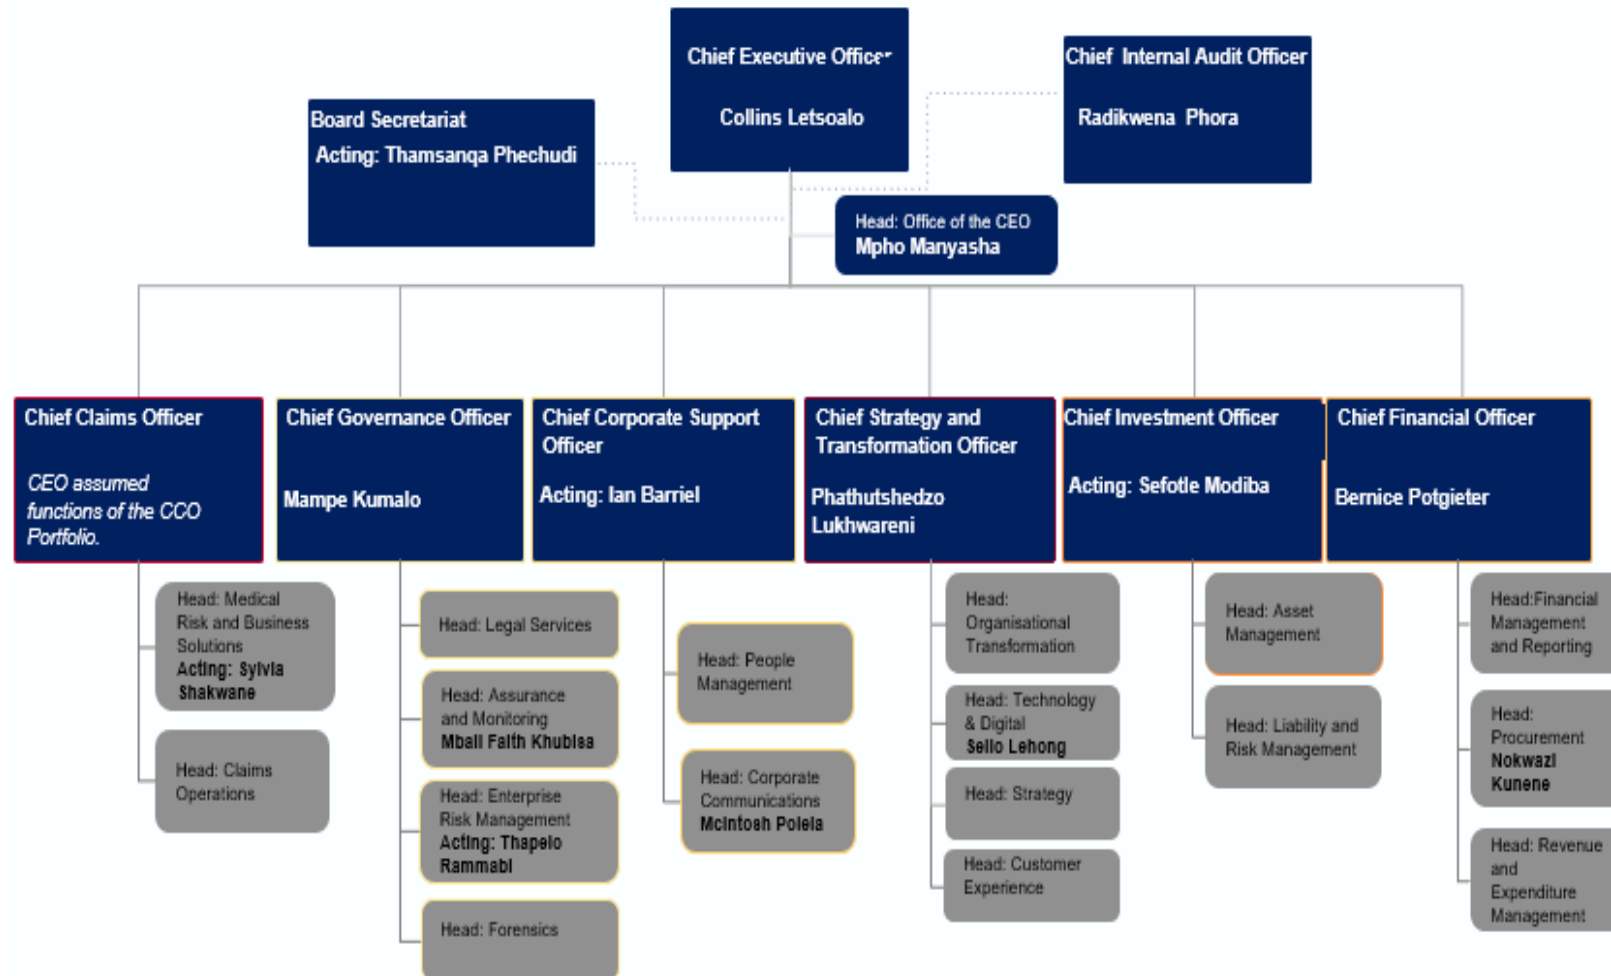 Chief Executive Officer
Collins Letsoalo
Chief Internal Audit Officer
Radikwena Phora
Board Secretariat
Acting: Thamsanqa Phechudi
Head: Office of the CEO
Mpho Manyasha
Chief Claims Officer
CEO assumed
functions of the CCO
Portfolio.
Chief Governance Officer
Mampe Kumalo
Chief Corporate Support
Officer
Acting: Ian Barriel
Chief Strategy and
Transformation Officer
Phathutshedzo
Lukhwareni
Chief Investment Officer
Acting: Sefotle Modiba
Chief Financial Officer
Bernice Potgieter
Head: Medical
Risk and Business
Solutions
Acting: Sylvia
Shakwane
Head: Claims
Operations
Head: Legal Services
Head: Assurance
and Monitoring
Mbali Faith Khubisa
Head: Enterprise
Risk Management
Acting: Thapelo
Rammabi
Head: Forensics
Head: People
Management
Head: Corporate
Communications
McIntosh Polela
Head:
Organisational
Transformation
Head: Technology
& Digital
Sello Lehong
Head: Strategy
Head: Customer
Experience
Head: Asset
Management
Head: Liability and
Risk Management
Head:Financial
Management
and Reporting
Head:
Procurement
Nokwazi
Kunene
Head: Revenue
and
Expenditure
Management